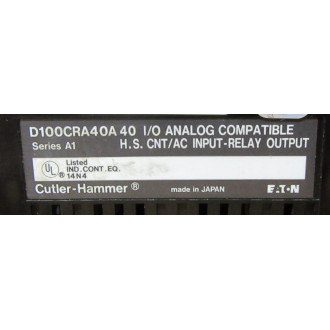 D100CRA40A 40 I/O ANALOG COMPATIBLE
Series A1 H.S. CNT/AC INPUT-RELAY OUTPUT
UL Listed
IND.CONT.EQ.
14N4
Cutler-Hammer® made in JAPAN EATON